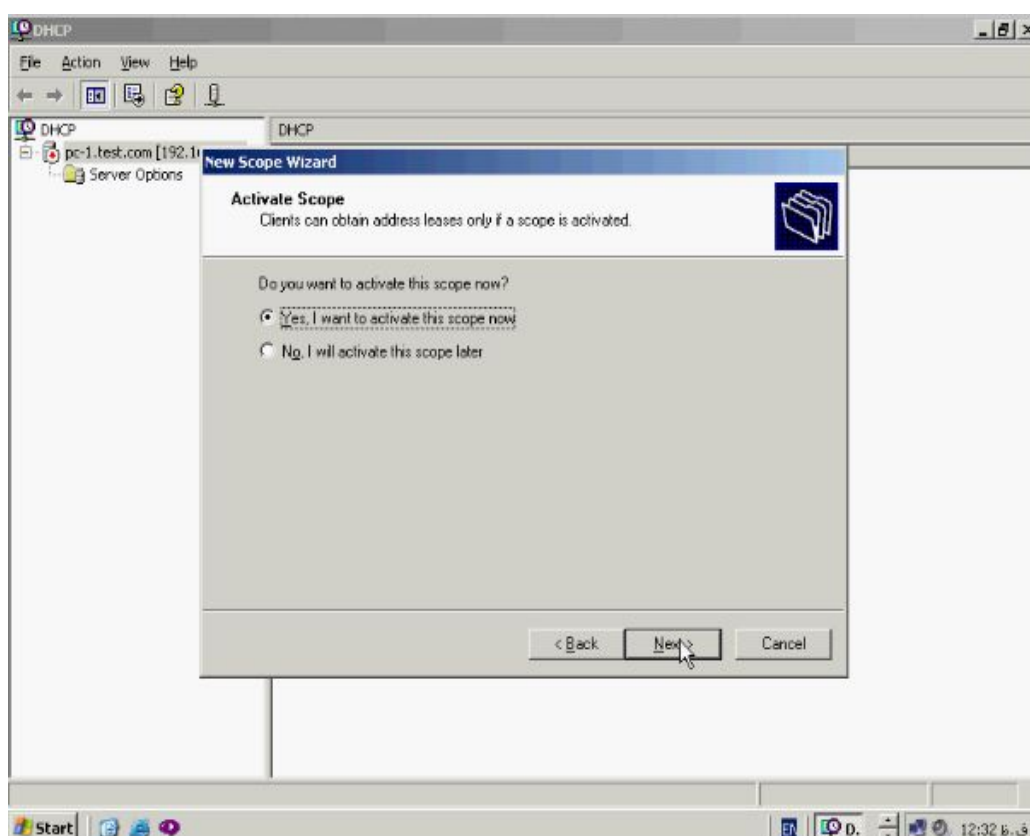 DHCP
File Action View Help
DHCP
DHCP
pc-1.test.com [192.1
Server Options
New Scope Wizard
Activate Scope
Clients can obtain address leases only if a scope is activated.
Do you want to activate this scope now?
Yes, I want to activate this scope now
No, I will activate this scope later
< Back
Next >
Cancel
Start
EN
D.
12:32